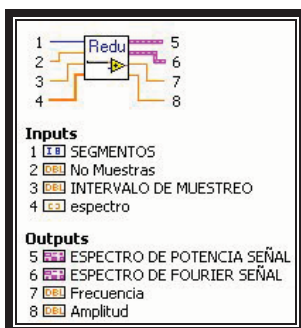 1 Redu 5
2 6
3 7
4 8
Inputs
1 I8 SEGMENTOS
2 DBL No Muestras
3 DBL INTERVALO DE MUESTREO
4 espectro
Outputs
5 ESPECTRO DE POTENCIA SEÑAL
6 ESPECTRO DE FOURIER SEÑAL
7 DBL Frecuencia
8 DBL Amplitud